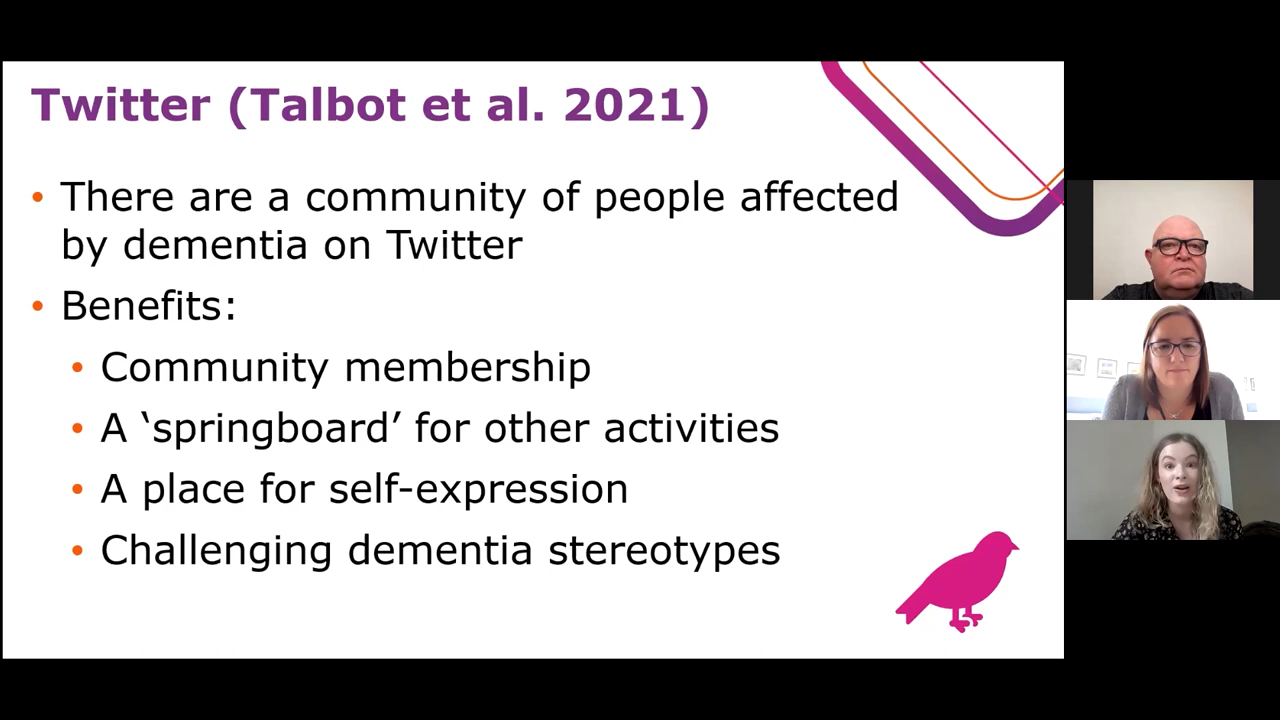 Twitter (Talbot et al. 2021)
• There are a community of people affected
by dementia on Twitter
• Benefits:
• Community membership
• A ‘springboard’ for other activities
• A place for self-expression
• Challenging dementia stereotypes